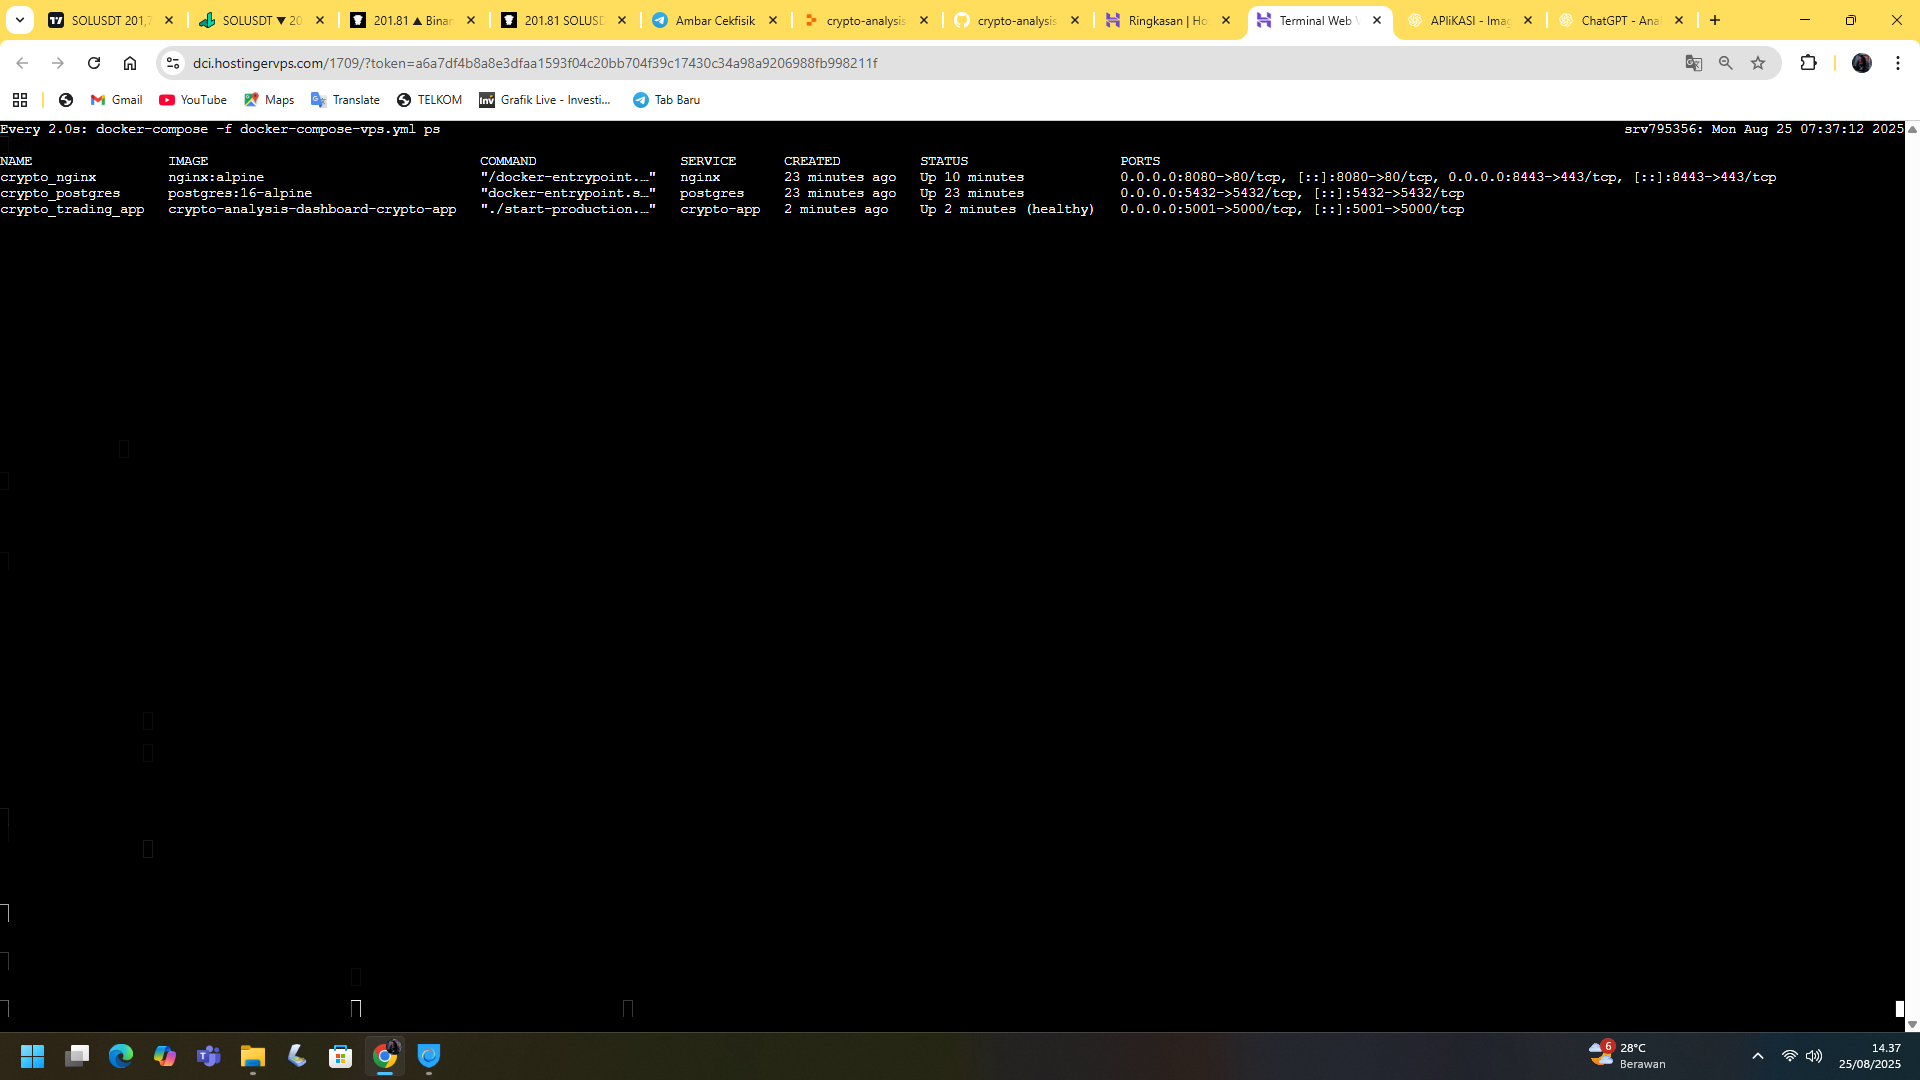 SOLUSDT 201,7
SOLUSDT ▼ 20
201.81 ▲ Binan
201.81 SOLUSD
Ambar Cekfisik
crypto-analysis
crypto-analysis
Ringkasan | Ho
Terminal Web
APliKASI - Imag
ChatGPT - Anal
dci.hostingervps.com/1709/?token=a6a7df4b8a8e3dfaa1593f04c20bb704f39c17430c34a98a9206988fb998211f
Gmail
YouTube
Maps
Translate
TELKOM
Inv Grafik Live - Investi...
Tab Baru
Every 2.0s: docker-compose -f docker-compose-vps.yml ps srv795356: Mon Aug 25 07:37:12 2025
NAME IMAGE COMMAND SERVICE CREATED STATUS PORTS
crypto_nginx nginx:alpine "/docker-entrypoint.…" nginx 23 minutes ago Up 10 minutes 0.0.0.0:8080->80/tcp, [::]:8080->80/tcp, 0.0.0.0:8443->443/tcp, [::]:8443->443/tcp
crypto_postgres postgres:16-alpine "docker-entrypoint.s…" postgres 23 minutes ago Up 23 minutes 0.0.0.0:5432->5432/tcp, [::]:5432->5432/tcp
crypto_trading_app crypto-analysis-dashboard-crypto-app "./start-production.…" crypto-app 2 minutes ago Up 2 minutes (healthy) 0.0.0.0:5001->5000/tcp, [::]:5001->5000/tcp
6
28°C
Berawan
14.37
25/08/2025